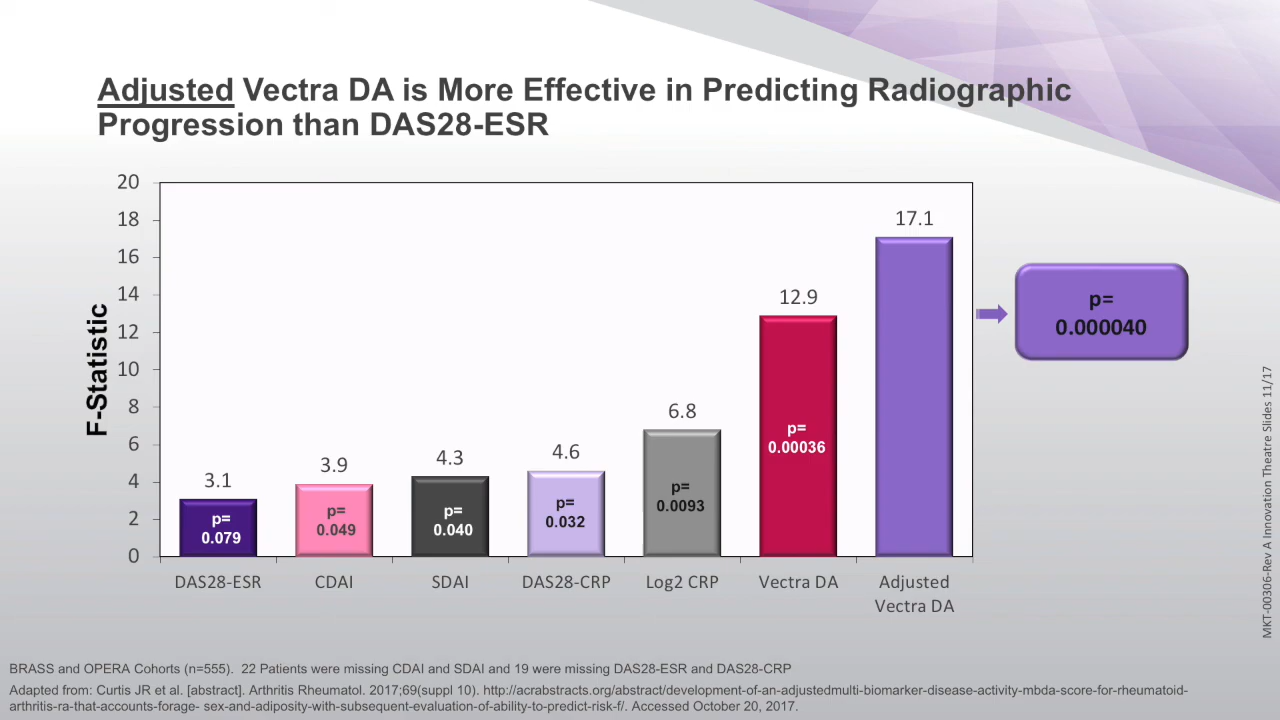 Adjusted Vectra DA is More Effective in Predicting Radiographic
Progression than DAS28-ESR
F-Statistic
20
18
16
14
12
10
8
6
4
2
0
3.1
3.9
4.3
4.6
6.8
12.9
17.1
p=
0.079
p=
0.049
p=
0.040
p=
0.032
p=
0.0093
p=
0.00036
p=
0.000040
DAS28-ESR
CDAI
SDAI
DAS28-CRP
Log2 CRP
Vectra DA
Adjusted
Vectra DA
MKT-00306-Rev A Innovation Theatre Slides 11/17
BRASS and OPERA Cohorts (n=555).  22 Patients were missing CDAI and SDAI and 19 were missing DAS28-ESR and DAS28-CRP
Adapted from: Curtis JR et al. [abstract]. Arthritis Rheumatol. 2017;69(suppl 10). http://acrabstracts.org/abstract/development-of-an-adjustedmulti-biomarker-disease-activity-mbda-score-for-rheumatoid-
arthritis-ra-that-accounts-forage- sex-and-adiposity-with-subsequent-evaluation-of-ability-to-predict-risk-f/. Accessed October 20, 2017.